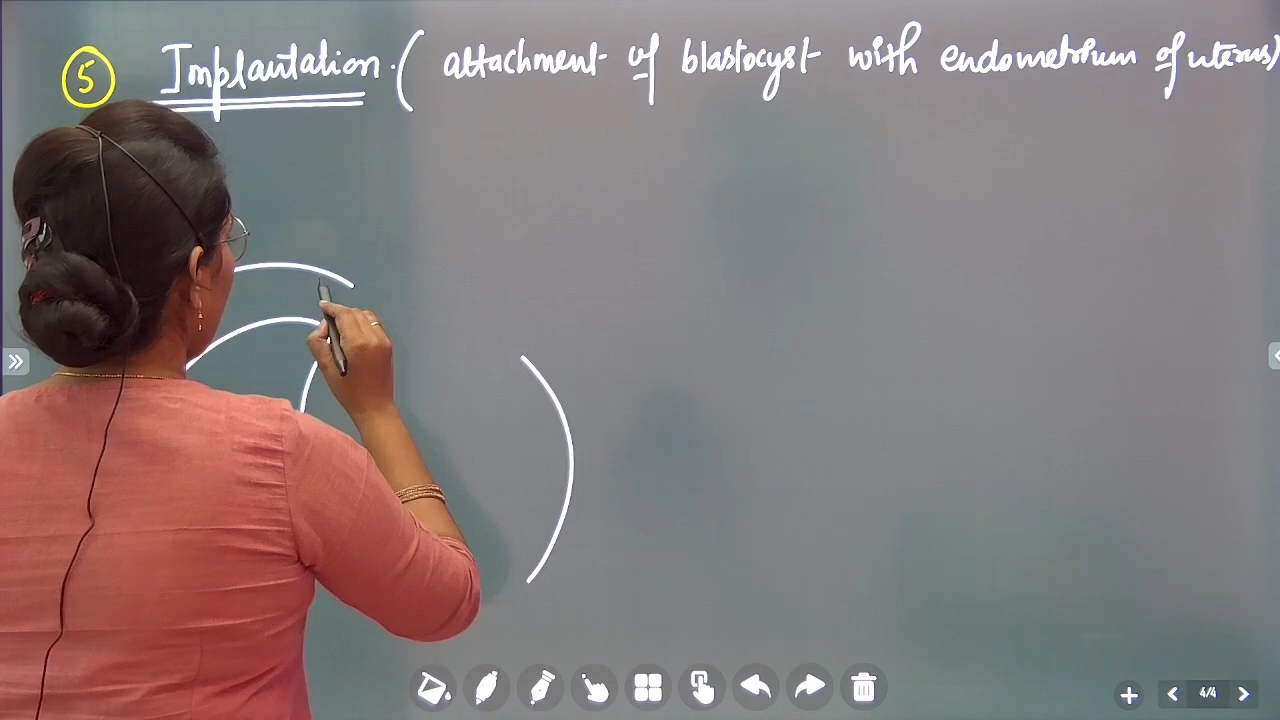 5 Implantation. ( attachment of blastocyst with endometrium of uterus)
4/4